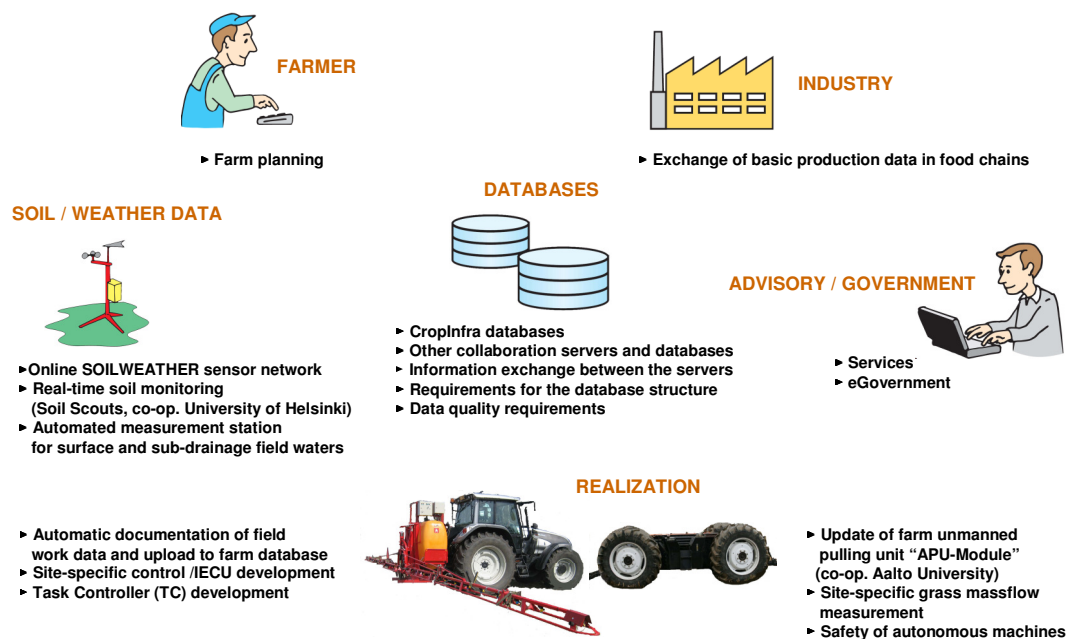 FARMER
INDUSTRY
► Farm planning
► Exchange of basic production data in food chains
DATABASES
SOIL / WEATHER DATA
ADVISORY / GOVERNMENT
► CropInfra databases
► Other collaboration servers and databases
► Information exchange between the servers
► Requirements for the database structure
► Data quality requirements
► Services
► eGovernment
►Online SOILWEATHER sensor network
► Real-time soil monitoring
(Soil Scouts, co-op. University of Helsinki)
► Automated measurement station
for surface and sub-drainage field waters
REALIZATION
► Automatic documentation of field
work data and upload to farm database
► Site-specific control /IECU development
► Task Controller (TC) development
► Update of farm unmanned
pulling unit “APU-Module”
(co-op. Aalto University)
► Site-specific grass massflow
measurement
► Safety of autonomous machines